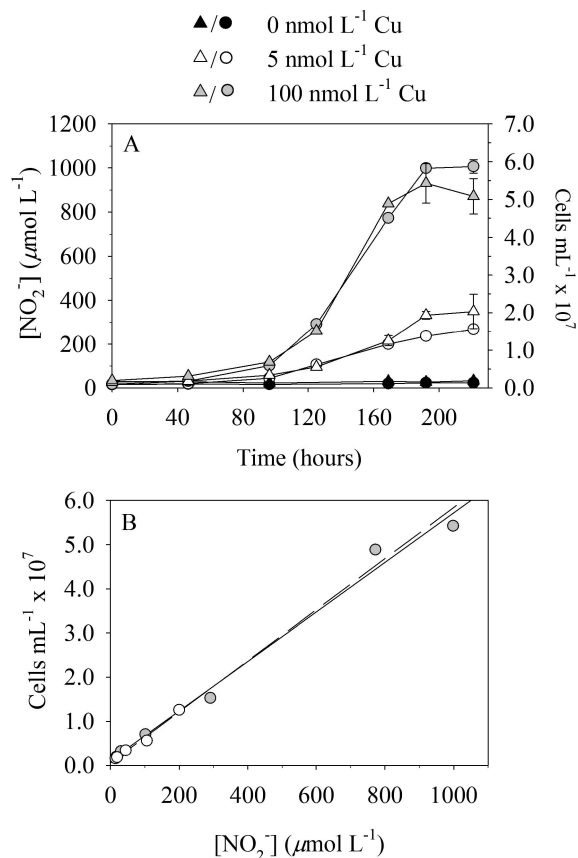 ▲/● 0 nmol L⁻¹ Cu
△/○ 5 nmol L⁻¹ Cu
▲/● 100 nmol L⁻¹ Cu
A
1200
1000
800
600
400
200
0
[NO₂⁻] (μmol L⁻¹)
7.0
6.0
5.0
4.0
3.0
2.0
1.0
0.0
Cells mL⁻¹ x 10⁷
0 40 80 120 160 200
Time (hours)
B
6.0
5.0
4.0
3.0
2.0
1.0
0.0
Cells mL⁻¹ x 10⁷
0 200 400 600 800 1000
[NO₂⁻] (μmol L⁻¹)